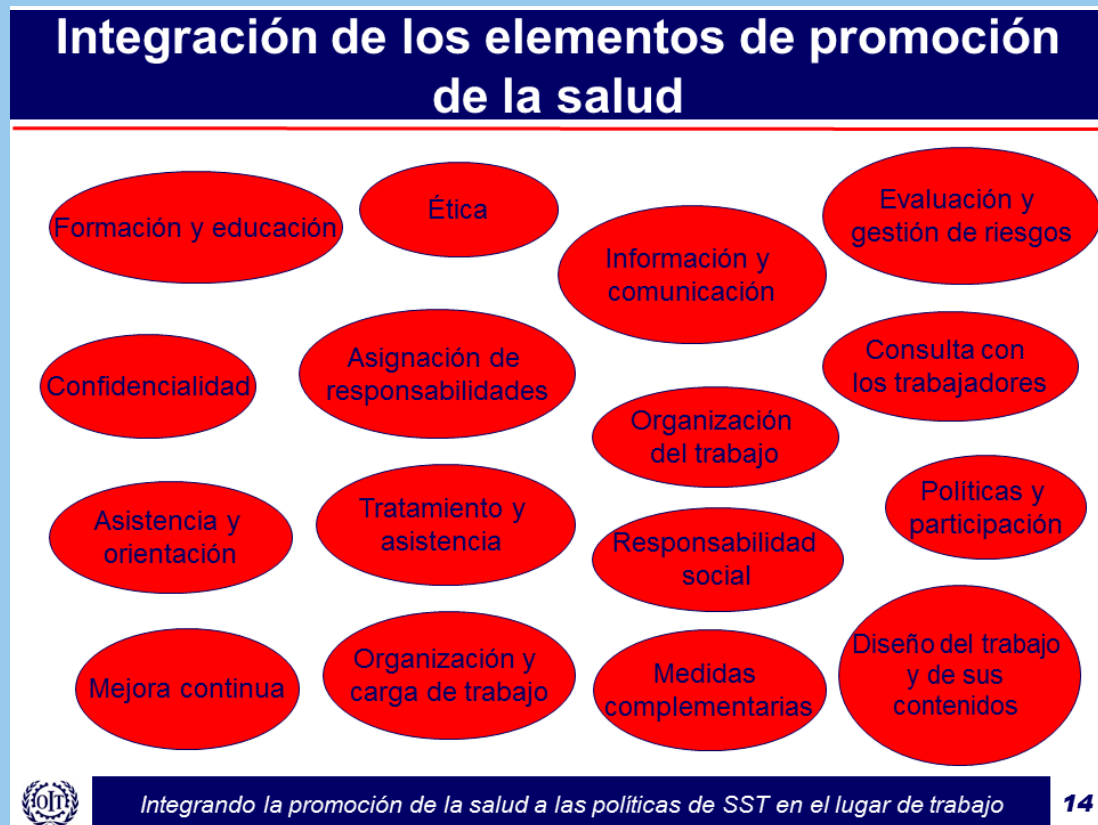 Integración de los elementos de promoción
de la salud
Formación y educación
Ética
Información y
comunicación
Evaluación y
gestión de riesgos
Confidencialidad
Asignación de
responsabilidades
Organización
del trabajo
Consulta con
los trabajadores
Asistencia y
orientación
Tratamiento y
asistencia
Responsabilidad
social
Políticas y
participación
Mejora continua
Organización y
carga de trabajo
Medidas
complementarias
Diseño del trabajo
y de sus
contenidos
OIT
Integrando la promoción de la salud a las políticas de SST en el lugar de trabajo
14